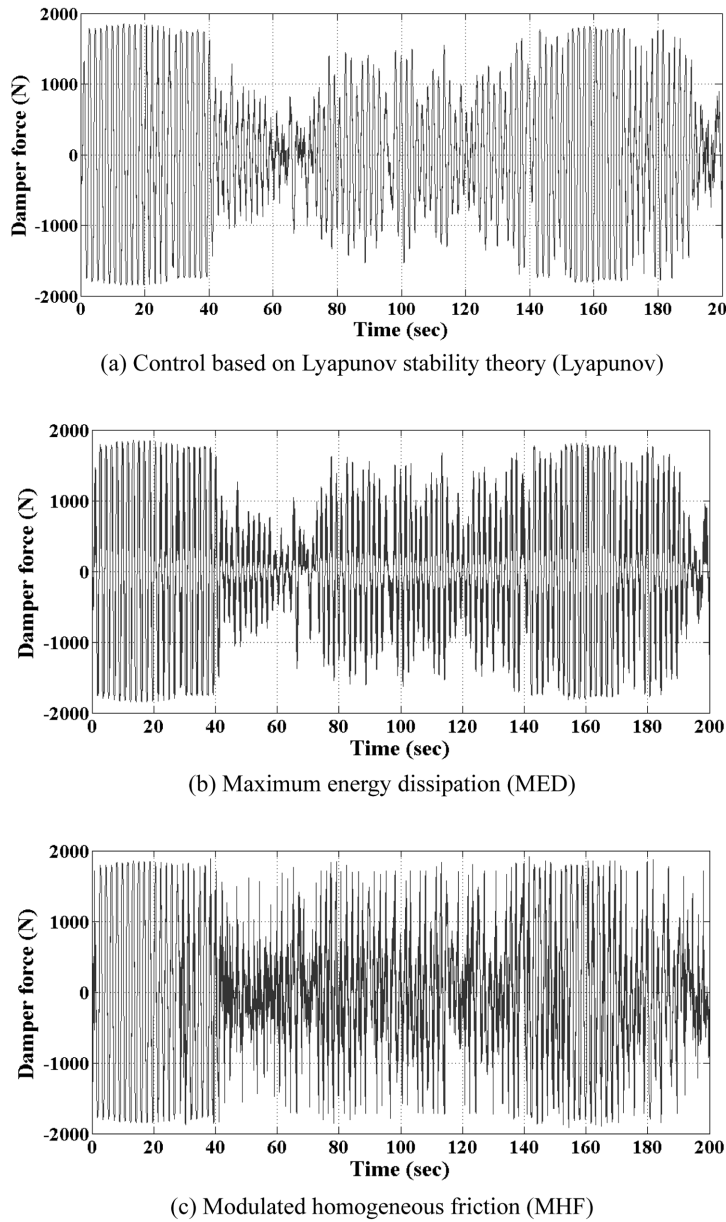 2000
1000
0
-1000
-2000
Damper force (N)
0 20 40 60 80 100 120 140 160 180 200
Time (sec)
(a) Control based on Lyapunov stability theory (Lyapunov)
2000
1000
0
-1000
-2000
Damper force (N)
0 20 40 60 80 100 120 140 160 180 200
Time (sec)
(b) Maximum energy dissipation (MED)
2000
1000
0
-1000
-2000
Damper force (N)
0 20 40 60 80 100 120 140 160 180 200
Time (sec)
(c) Modulated homogeneous friction (MHF)